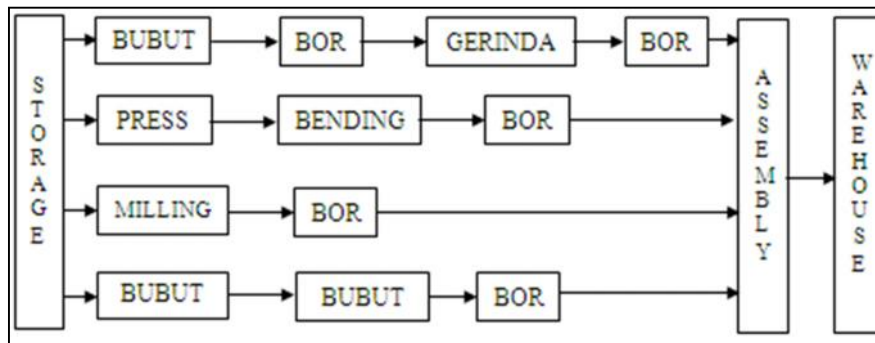 STORAGE
BUBUT BOR GERINDA BOR
PRESS BENDING BOR
MILLING BOR
BUBUT BUBUT BOR
ASSEMBLY
WAREHOUSE